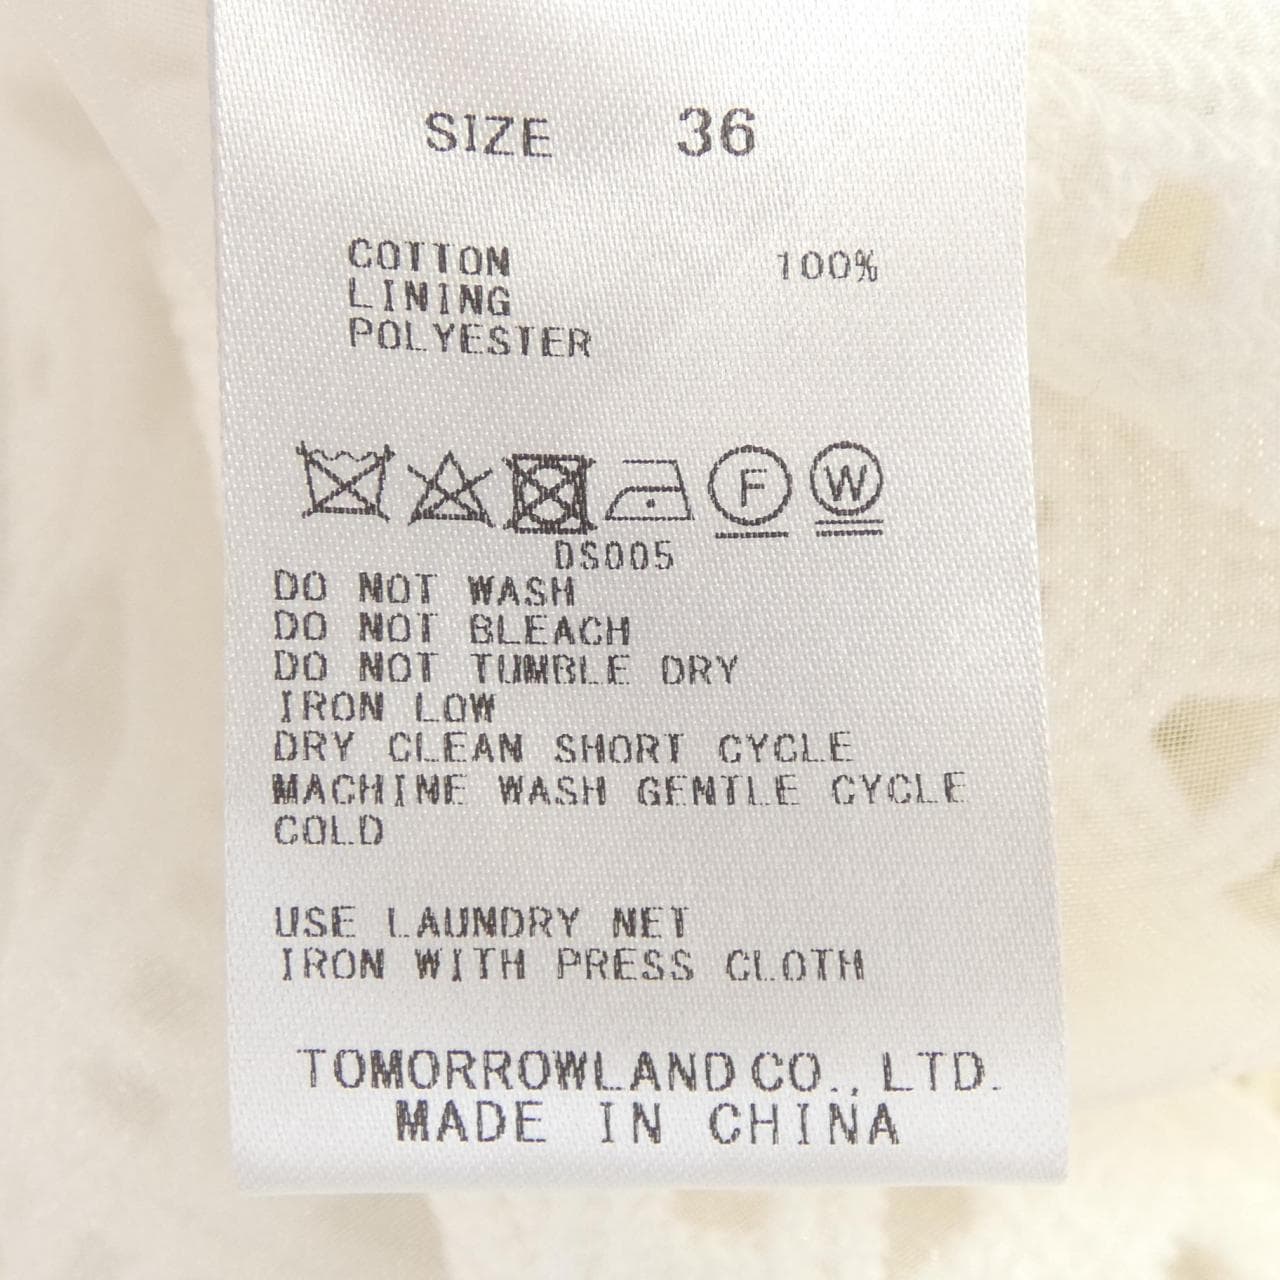 SIZE 36
COTTON 100%
LINING
POLYESTER
F W
DS005
DO NOT WASH
DO NOT BLEACH
DO NOT TUMBLE DRY
IRON LOW
DRY CLEAN SHORT CYCLE
MACHINE WASH GENTLE CYCLE
COLD
USE LAUNDRY NET
IRON WITH PRESS CLOTH
TOMORROWLAND CO., LTD.
MADE IN CHINA